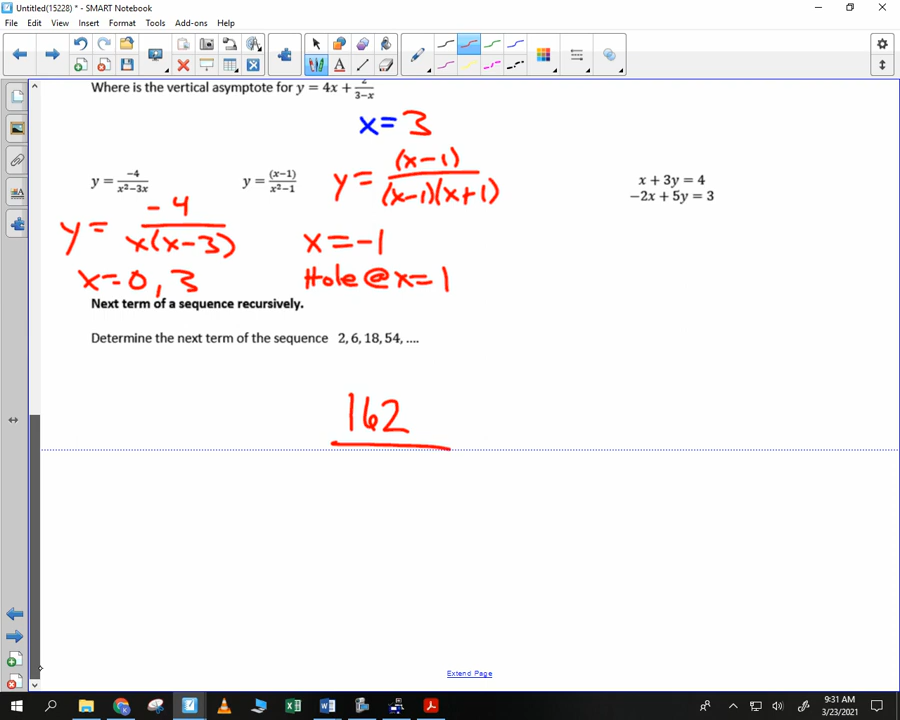 Untitled(15228) * - SMART Notebook
File Edit View Insert Format Tools Add-ons Help
Where is the vertical asymptote for y = 4x + 2/(3−x)
x = 3
y = −4/(x²−3x)
y = (x−1)/(x²−1)
y = (x−1)/((x−1)(x+1))
x + 3y = 4
−2x + 5y = 3
y = −4/(x(x−3))
x = −1
x = 0, 3
Hole @ x = 1
Next term of a sequence recursively.
Determine the next term of the sequence 2, 6, 18, 54, ....
162
Extend Page
9:31 AM
3/23/2021